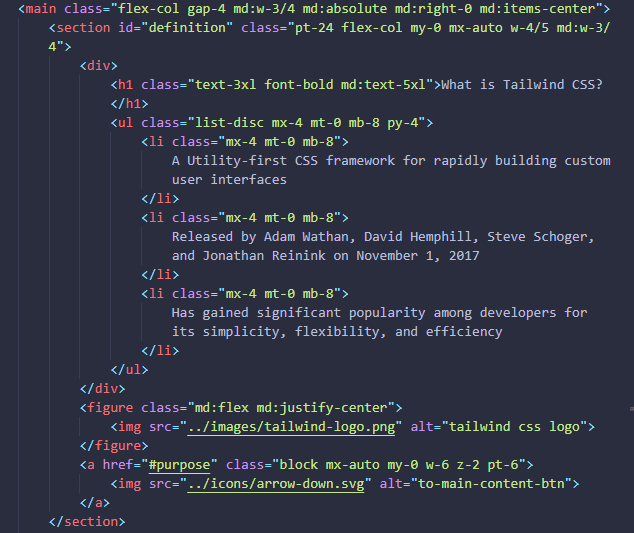 <main class="flex-col gap-4 md:w-3/4 md:absolute md:right-0 md:items-center">
<section id="definition" class="pt-24 flex-col my-0 mx-auto w-4/5 md:w-3/
4">
<div>
<h1 class="text-3xl font-bold md:text-5xl">What is Tailwind CSS?
</h1>
<ul class="list-disc mx-4 mt-0 mb-8 py-4">
<li class="mx-4 mt-0 mb-8">
A Utility-first CSS framework for rapidly building custom
user interfaces
</li>
<li class="mx-4 mt-0 mb-8">
Released by Adam Wathan, David Hemphill, Steve Schoger,
and Jonathan Reinink on November 1, 2017
</li>
<li class="mx-4 mt-0 mb-8">
Has gained significant popularity among developers for
its simplicity, flexibility, and efficiency
</li>
</ul>
</div>
<figure class="md:flex md:justify-center">
<img src="../images/tailwind-logo.png" alt="tailwind css logo">
</figure>
<a href="#purpose" class="block mx-auto my-0 w-6 z-2 pt-6">
<img src="../icons/arrow-down.svg" alt="to-main-content-btn">
</a>
</section>